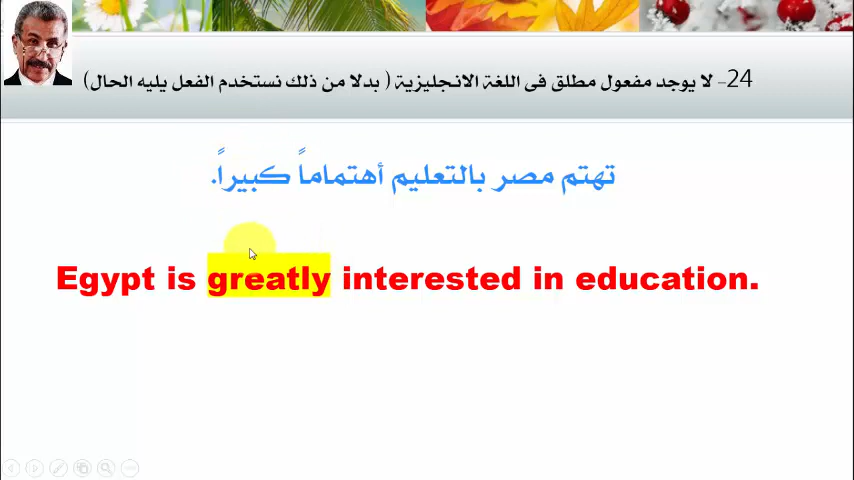 24- لا يوجد مفعول مطلق فى اللغة الانجليزية ( بدلا من ذلك نستخدم الفعل يليه الحال)
تهتم مصر بالتعليم أهتماماً كبيراً.
Egypt is greatly interested in education.